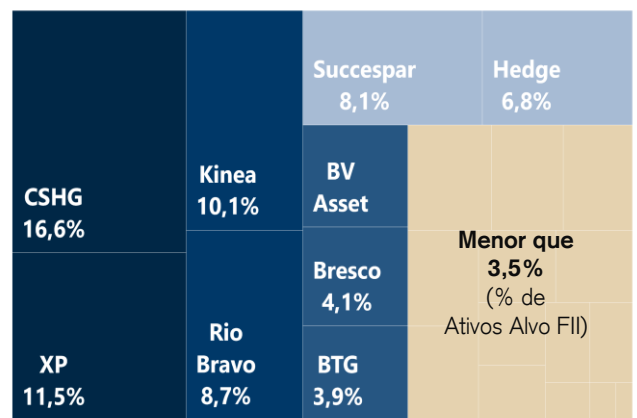 CSHG
16,6%
XP
11,5%
Kinea
10,1%
Rio
Bravo
8,7%
Succespar
8,1%
Hedge
6,8%
BV
Asset
Bresco
4,1%
BTG
3,9%
Menor que
3,5%
(% de
Ativos Alvo FII)